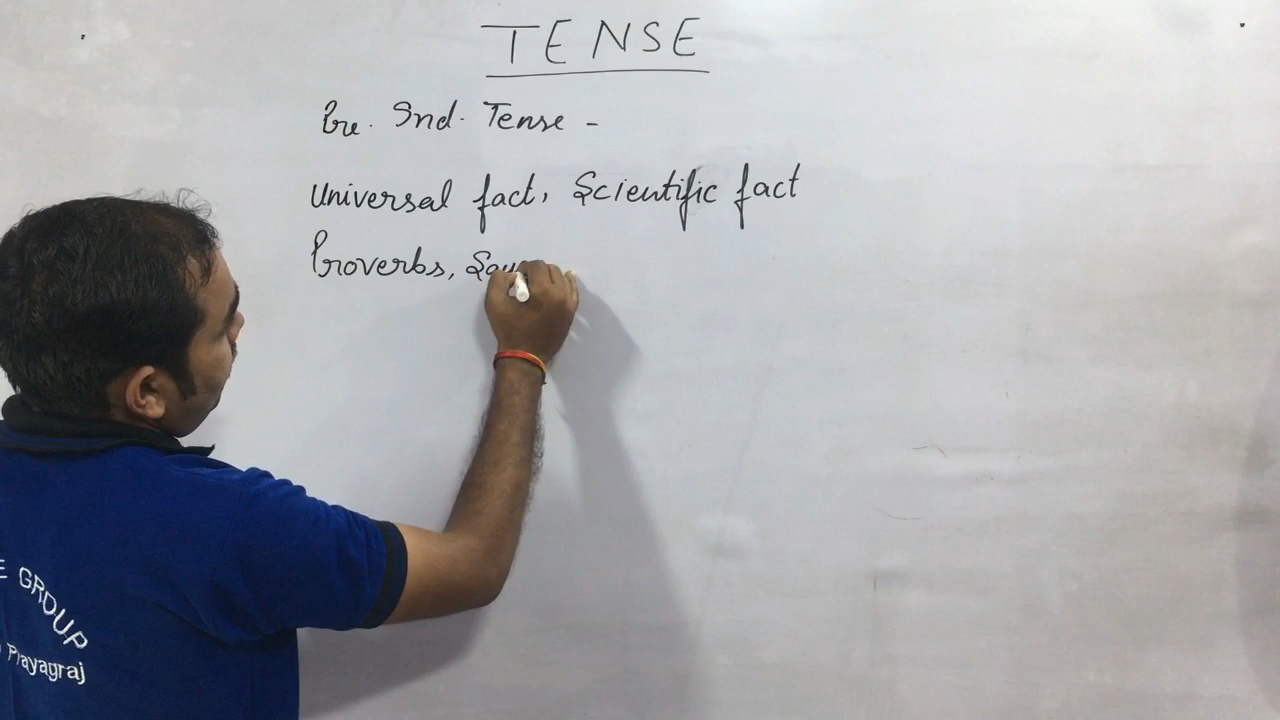 TENSE
Pre. Ind. Tense -
Universal fact, Scientific fact
Proverbs,
E GROUP
Prayagraj